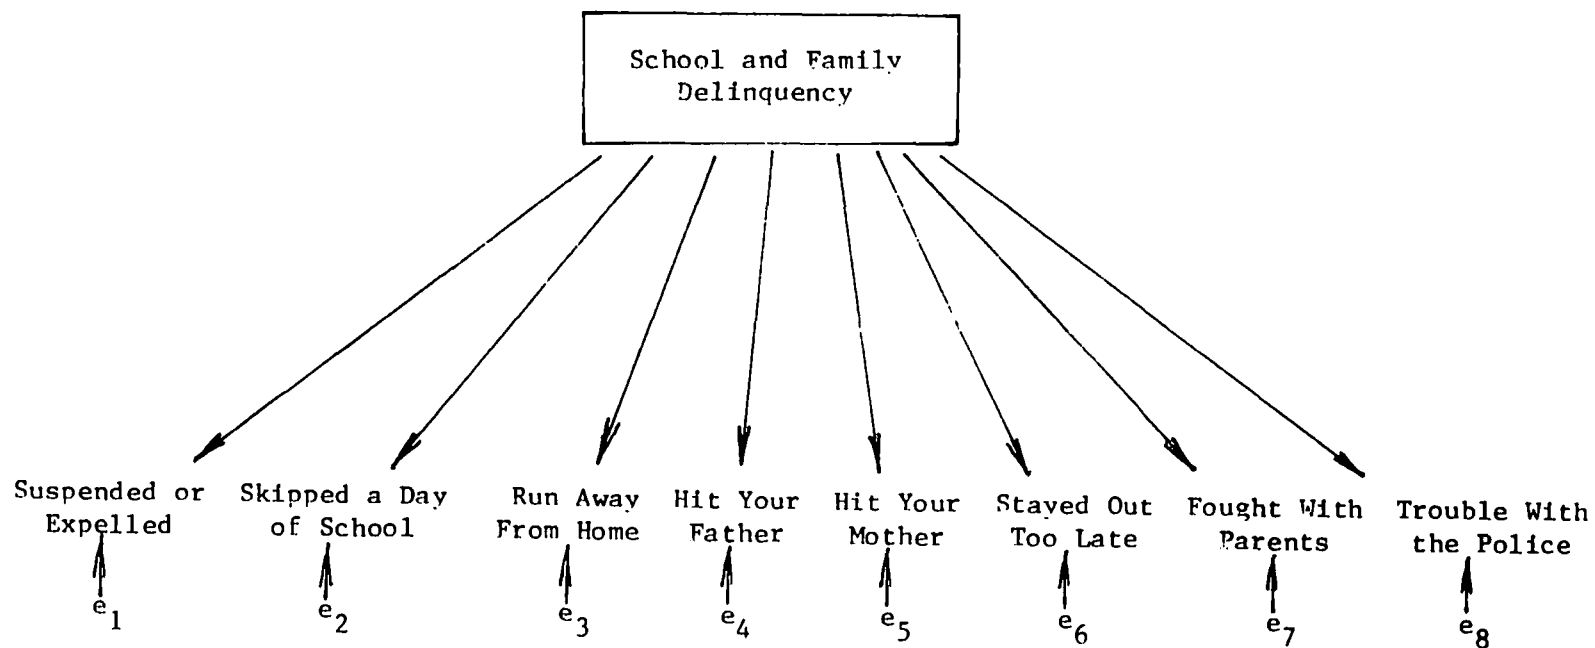 School and Family
Delinquency
Suspended or
Expelled
Skipped a Day
of School
Run Away
From Home
Hit Your
Father
Hit Your
Mother
Stayed Out
Too Late
Fought With
Parents
Trouble With
the Police
e1
e2
e3
e4
e5
e6
e7
e8